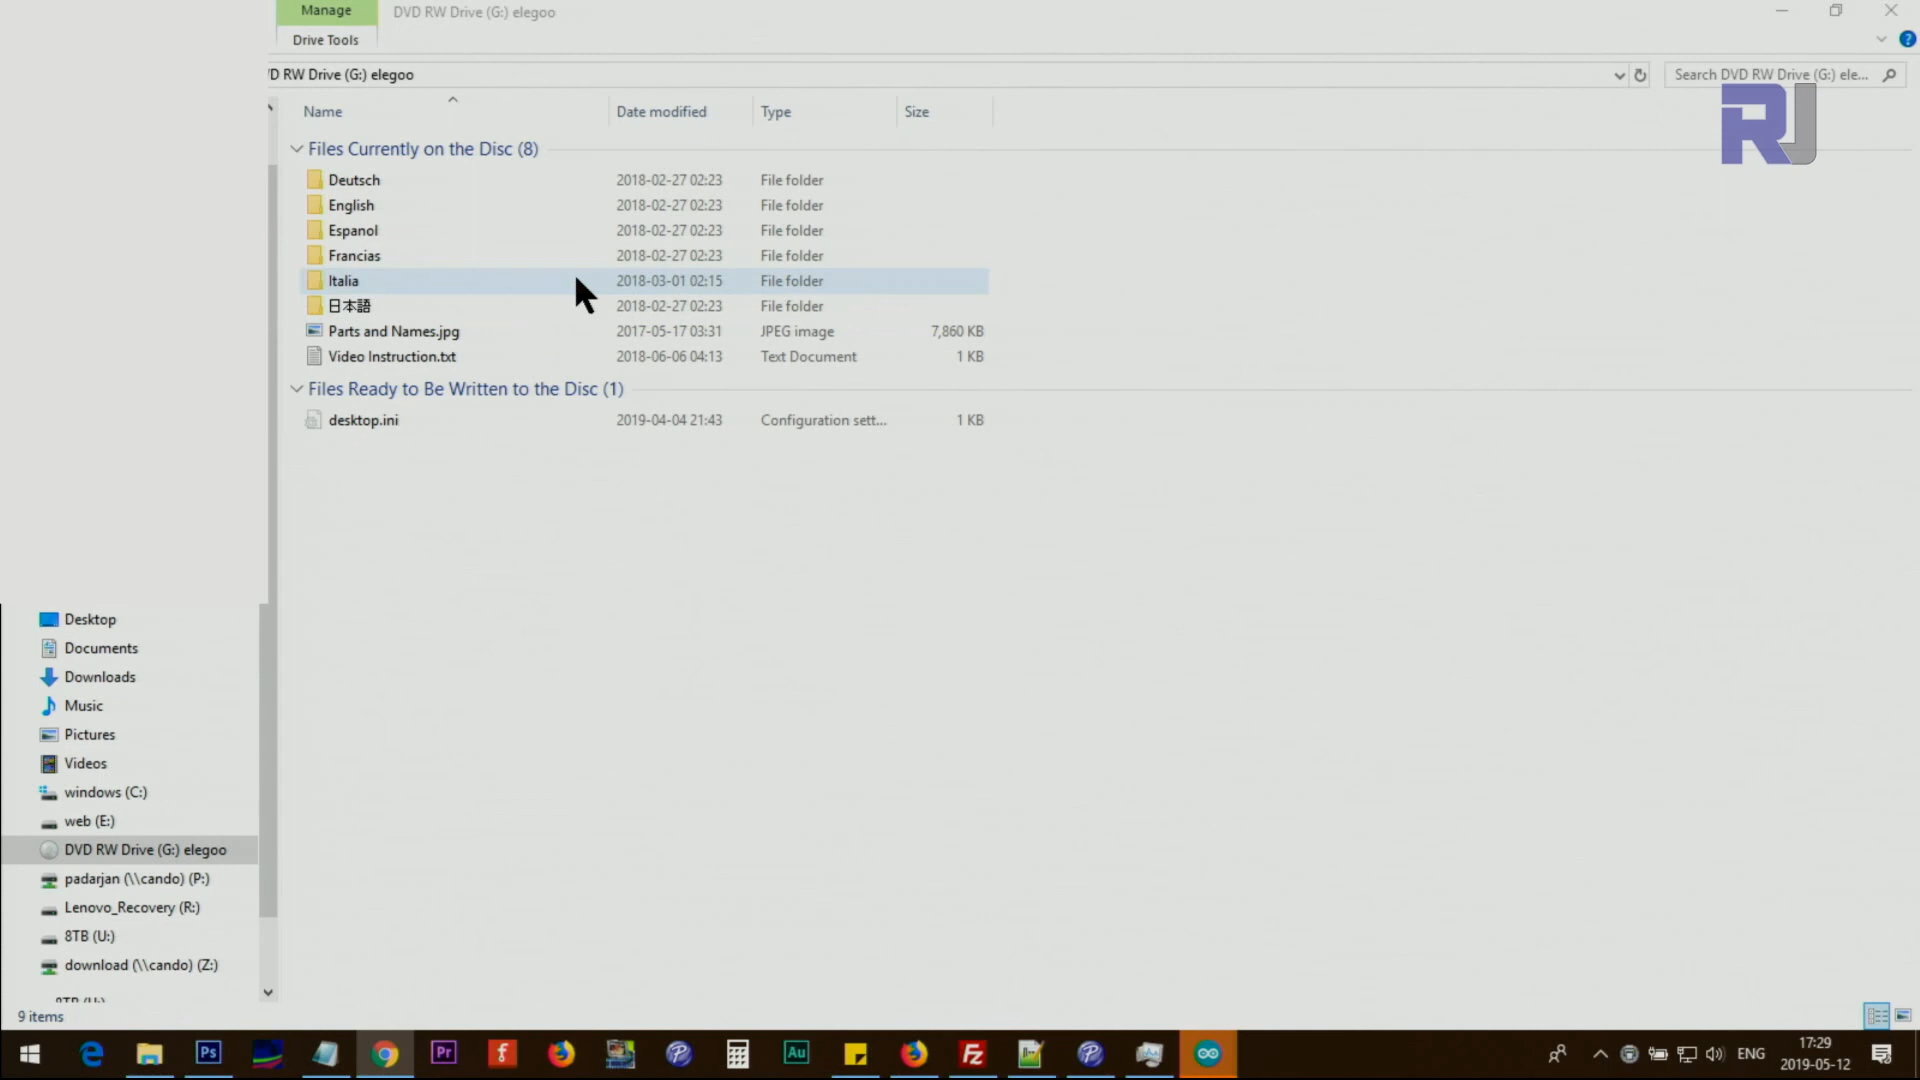 Manage
DVD RW Drive (G:) elegoo
Drive Tools
D RW Drive (G:) elegoo
Search DVD RW Drive (G:) ele...
RJ
Name
Date modified
Type
Size
Files Currently on the Disc (8)
Deutsch 2018-02-27 02:23 File folder
English 2018-02-27 02:23 File folder
Espanol 2018-02-27 02:23 File folder
Francias 2018-02-27 02:23 File folder
Italia 2018-03-01 02:15 File folder
日本語 2018-02-27 02:23 File folder
Parts and Names.jpg 2017-05-17 03:31 JPEG image 7,860 KB
Video Instruction.txt 2018-06-06 04:13 Text Document 1 KB
Files Ready to Be Written to the Disc (1)
desktop.ini 2019-04-04 21:43 Configuration sett... 1 KB
Desktop
Documents
Downloads
Music
Pictures
Videos
windows (C:)
web (E:)
DVD RW Drive (G:) elegoo
padarjan (\\cando) (P:)
Lenovo_Recovery (R:)
8TB (U:)
download (\\cando) (Z:)
9 items
Ps
Pr
f
Au
Fz
ENG
17:29
2019-05-12